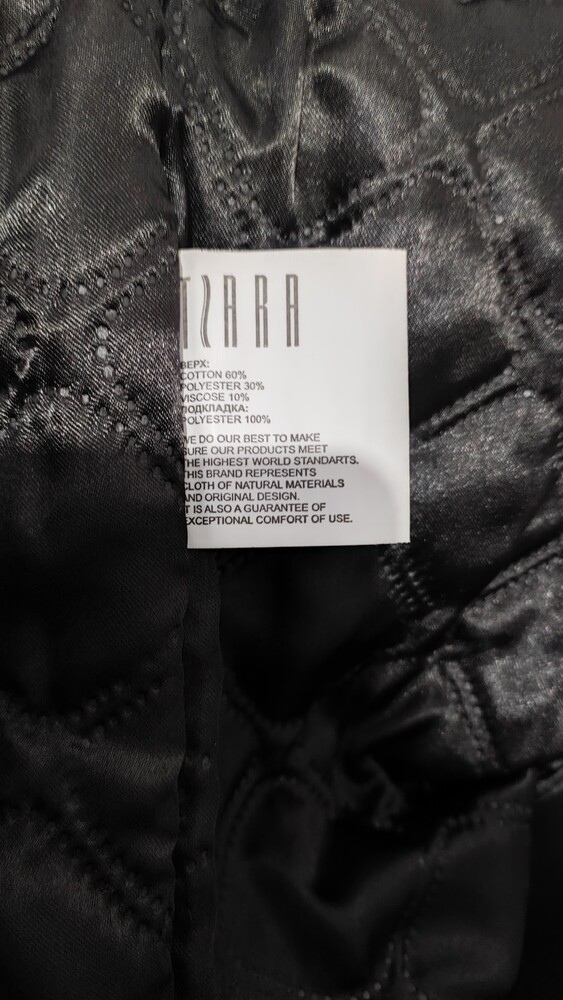 TIARA
ВЕРХ:
COTTON 60%
POLYESTER 30%
VISCOSE 10%
ПОДКЛАДКА:
POLYESTER 100%
WE DO OUR BEST TO MAKE
SURE OUR PRODUCTS MEET
THE HIGHEST WORLD STANDARTS.
THIS BRAND REPRESENTS
CLOTH OF NATURAL MATERIALS
AND ORIGINAL DESIGN.
IT IS ALSO A GUARANTEE OF
EXCEPTIONAL COMFORT OF USE.